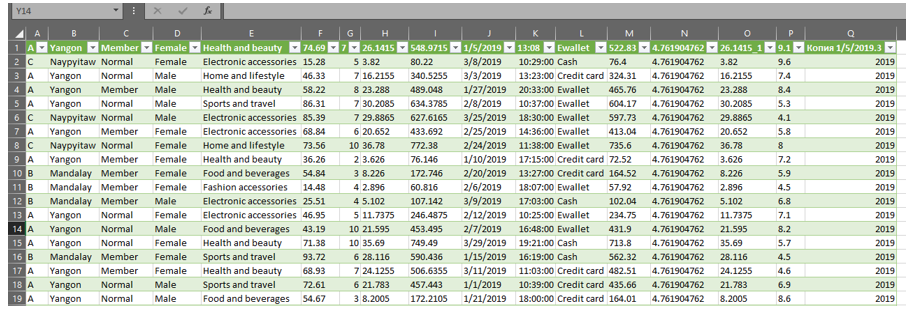 Y14 fx
A B C D E F G H I J K L M N O P Q
1 A Yangon Member Female Health and beauty 74.69 7 26.1415 548.9715 1/5/2019 13:08 Ewallet 522.83 4.761904762 26.1415_1 9.1 Копия 1/5/2019.3
2 C Naypyitaw Normal Female Electronic accessories 15.28 5 3.82 80.22 3/8/2019 10:29:00 Cash 76.4 4.761904762 3.82 9.6 2019
3 A Yangon Normal Male Home and lifestyle 46.33 7 16.2155 340.5255 3/3/2019 13:23:00 Credit card 324.31 4.761904762 16.2155 7.4 2019
4 A Yangon Member Male Health and beauty 58.22 8 23.288 489.048 1/27/2019 20:33:00 Ewallet 465.76 4.761904762 23.288 8.4 2019
5 A Yangon Normal Male Sports and travel 86.31 7 30.2085 634.3785 2/8/2019 10:37:00 Ewallet 604.17 4.761904762 30.2085 5.3 2019
6 C Naypyitaw Normal Male Electronic accessories 85.39 7 29.8865 627.6165 3/25/2019 18:30:00 Ewallet 597.73 4.761904762 29.8865 4.1 2019
7 A Yangon Member Female Electronic accessories 68.84 6 20.652 433.692 2/25/2019 14:36:00 Ewallet 413.04 4.761904762 20.652 5.8 2019
8 C Naypyitaw Normal Female Home and lifestyle 73.56 10 36.78 772.38 2/24/2019 11:38:00 Ewallet 735.6 4.761904762 36.78 8 2019
9 A Yangon Member Female Health and beauty 36.26 2 3.626 76.146 1/10/2019 17:15:00 Credit card 72.52 4.761904762 3.626 7.2 2019
10 B Mandalay Member Female Food and beverages 54.84 3 8.226 172.746 2/20/2019 13:27:00 Credit card 164.52 4.761904762 8.226 5.9 2019
11 B Mandalay Member Female Fashion accessories 14.48 4 2.896 60.816 2/6/2019 18:07:00 Ewallet 57.92 4.761904762 2.896 4.5 2019
12 B Mandalay Member Male Electronic accessories 25.51 4 5.102 107.142 3/9/2019 17:03:00 Cash 102.04 4.761904762 5.102 6.8 2019
13 A Yangon Normal Female Electronic accessories 46.95 5 11.7375 246.4875 2/12/2019 10:25:00 Ewallet 234.75 4.761904762 11.7375 7.1 2019
14 A Yangon Normal Male Food and beverages 43.19 10 21.595 453.495 2/7/2019 16:48:00 Ewallet 431.9 4.761904762 21.595 8.2 2019
15 A Yangon Normal Female Health and beauty 71.38 10 35.69 749.49 3/29/2019 19:21:00 Cash 713.8 4.761904762 35.69 5.7 2019
16 B Mandalay Member Female Sports and travel 93.72 6 28.116 590.436 1/15/2019 16:19:00 Cash 562.32 4.761904762 28.116 4.5 2019
17 A Yangon Member Female Health and beauty 68.93 7 24.1255 506.6355 3/11/2019 11:03:00 Credit card 482.51 4.761904762 24.1255 4.6 2019
18 A Yangon Normal Male Sports and travel 72.61 6 21.783 457.443 1/1/2019 10:39:00 Credit card 435.66 4.761904762 21.783 6.9 2019
19 A Yangon Normal Male Food and beverages 54.67 3 8.2005 172.2105 1/21/2019 18:00:00 Credit card 164.01 4.761904762 8.2005 8.6 2019